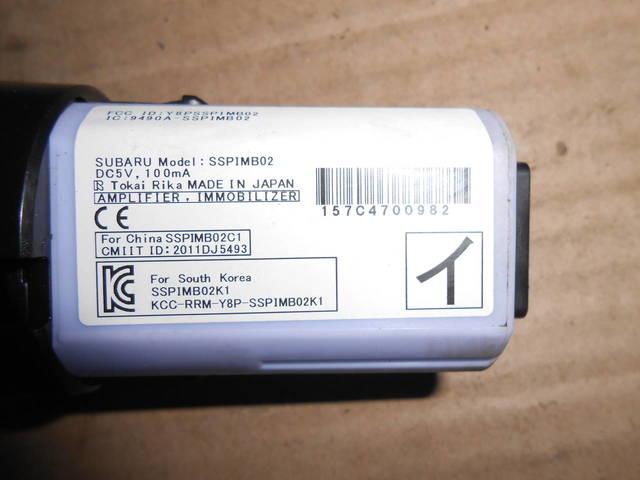 FCC ID:Y8PSSPIMB02
IC:9490A-SSPIMB02
SUBARU Model: SSPIMB02
DC5V, 100mA
Tokai Rika MADE IN JAPAN
AMPLIFIER, IMMOBILIZER
157C4700982
CE
For China SSPIMB02C1
CMIIT ID: 2011DJ5493
イ
For South Korea
SSPIMB02K1
KCC-RRM-Y8P-SSPIMB02K1